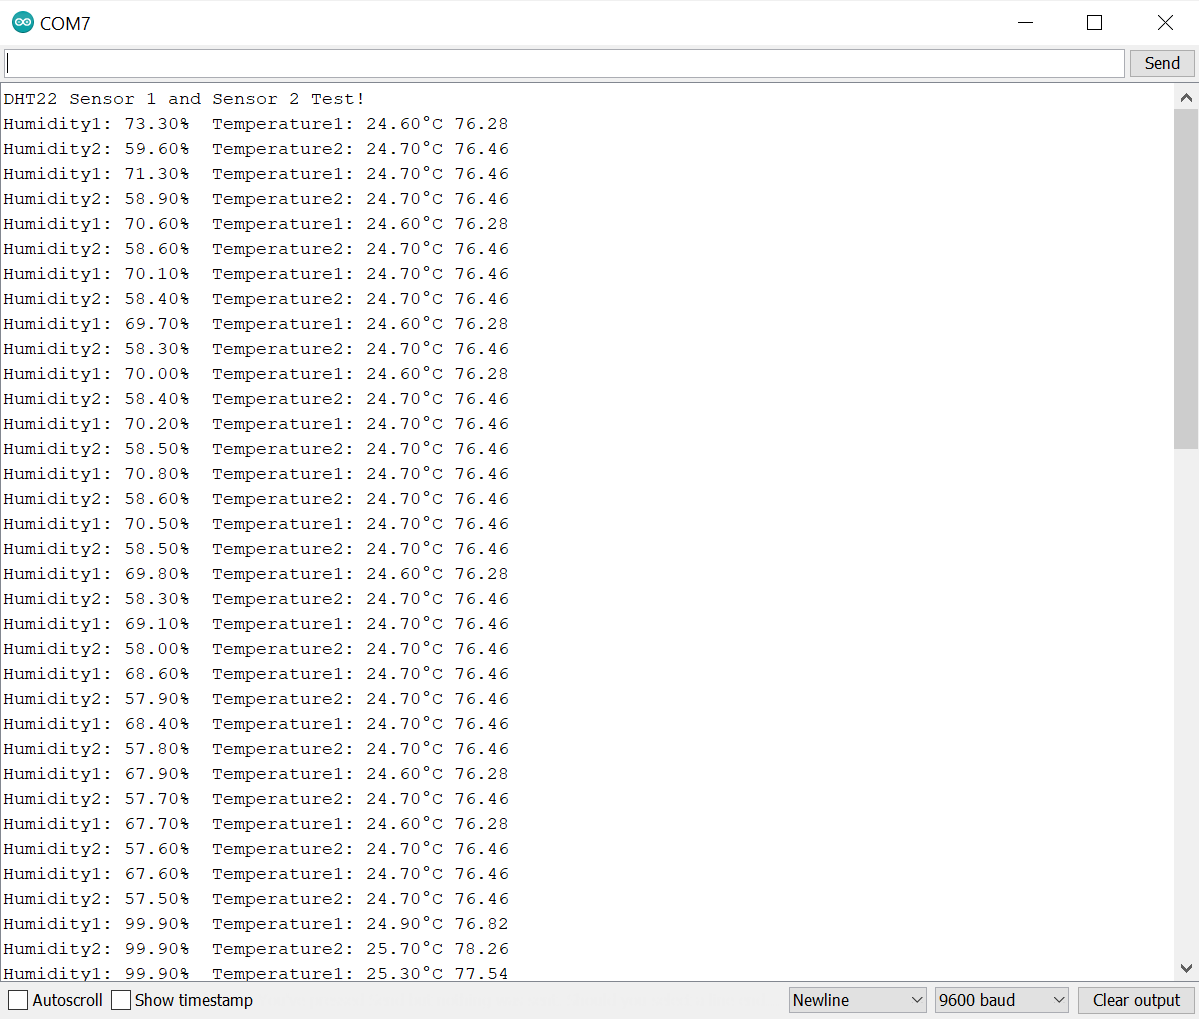 COM7
Send
DHT22 Sensor 1 and Sensor 2 Test!
Humidity1: 73.30%  Temperature1: 24.60°C 76.28
Humidity2: 59.60%  Temperature2: 24.70°C 76.46
Humidity1: 71.30%  Temperature1: 24.70°C 76.46
Humidity2: 58.90%  Temperature2: 24.70°C 76.46
Humidity1: 70.60%  Temperature1: 24.60°C 76.28
Humidity2: 58.60%  Temperature2: 24.70°C 76.46
Humidity1: 70.10%  Temperature1: 24.70°C 76.46
Humidity2: 58.40%  Temperature2: 24.70°C 76.46
Humidity1: 69.70%  Temperature1: 24.60°C 76.28
Humidity2: 58.30%  Temperature2: 24.70°C 76.46
Humidity1: 70.00%  Temperature1: 24.60°C 76.28
Humidity2: 58.40%  Temperature2: 24.70°C 76.46
Humidity1: 70.20%  Temperature1: 24.70°C 76.46
Humidity2: 58.50%  Temperature2: 24.70°C 76.46
Humidity1: 70.80%  Temperature1: 24.70°C 76.46
Humidity2: 58.60%  Temperature2: 24.70°C 76.46
Humidity1: 70.50%  Temperature1: 24.70°C 76.46
Humidity2: 58.50%  Temperature2: 24.70°C 76.46
Humidity1: 69.80%  Temperature1: 24.60°C 76.28
Humidity2: 58.30%  Temperature2: 24.70°C 76.46
Humidity1: 69.10%  Temperature1: 24.70°C 76.46
Humidity2: 58.00%  Temperature2: 24.70°C 76.46
Humidity1: 68.60%  Temperature1: 24.70°C 76.46
Humidity2: 57.90%  Temperature2: 24.70°C 76.46
Humidity1: 68.40%  Temperature1: 24.70°C 76.46
Humidity2: 57.80%  Temperature2: 24.70°C 76.46
Humidity1: 67.90%  Temperature1: 24.60°C 76.28
Humidity2: 57.70%  Temperature2: 24.70°C 76.46
Humidity1: 67.70%  Temperature1: 24.60°C 76.28
Humidity2: 57.60%  Temperature2: 24.70°C 76.46
Humidity1: 67.60%  Temperature1: 24.70°C 76.46
Humidity2: 57.50%  Temperature2: 24.70°C 76.46
Humidity1: 99.90%  Temperature1: 24.90°C 76.82
Humidity2: 99.90%  Temperature2: 25.70°C 78.26
Humidity1: 99.90%  Temperature1: 25.30°C 77.54
Autoscroll Show timestamp Newline 9600 baud Clear output